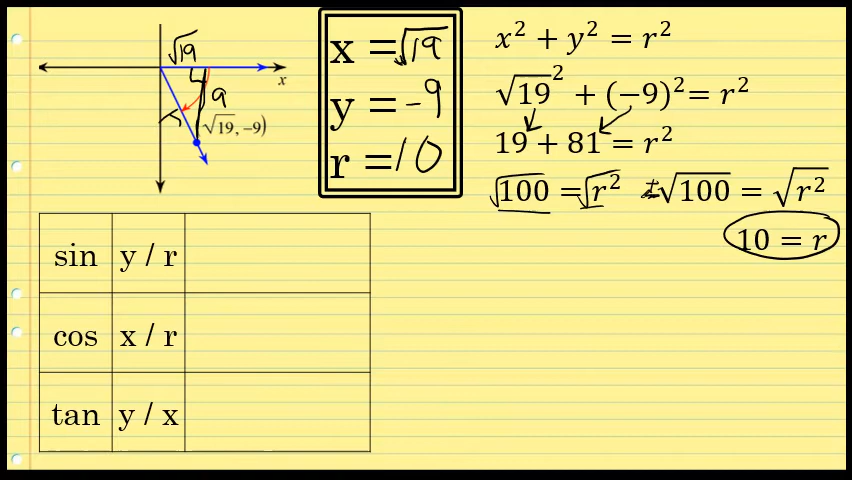 √19
x
9
√19, −9)
x = √19
y = -9
r = 10
x² + y² = r²
√19² + (−9)² = r²
19 + 81 = r²
√100 = √r² ±√100 = √r²
10 = r
sin y / r
cos x / r
tan y / x